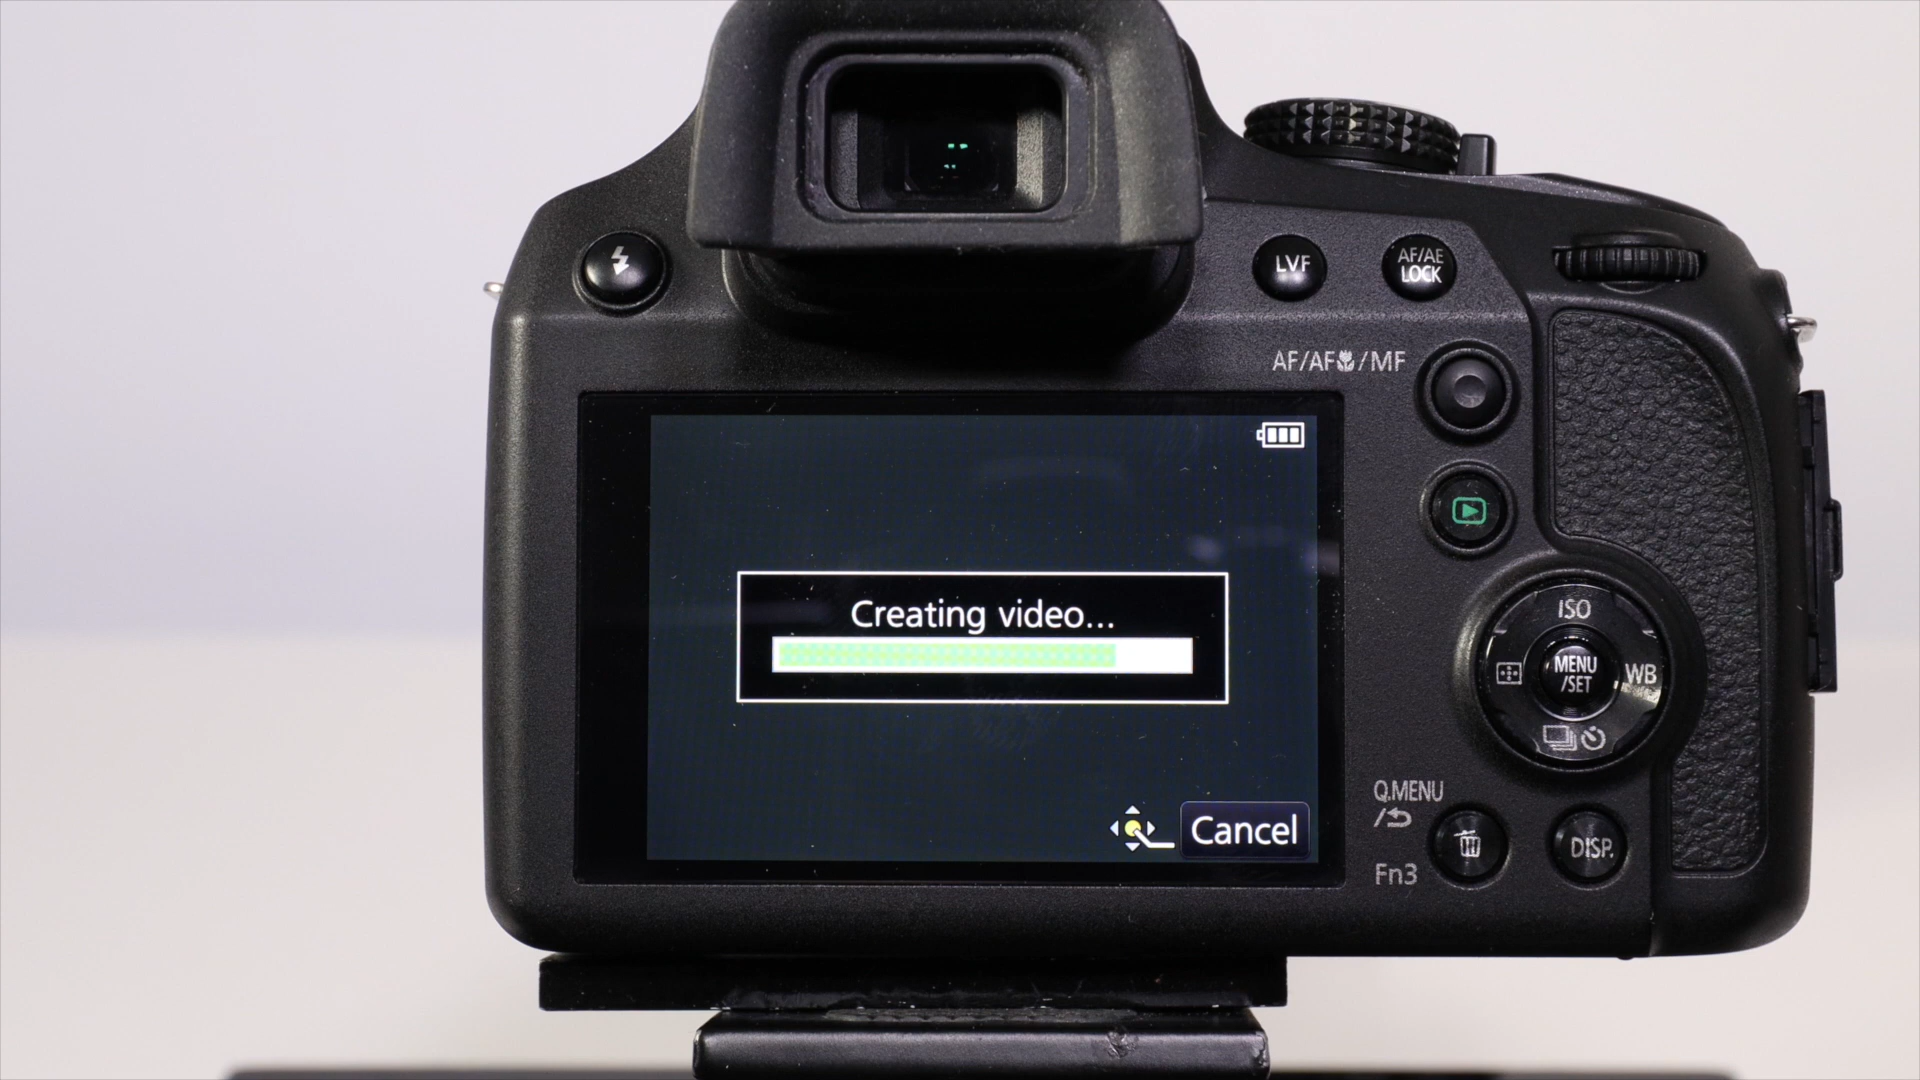 LVF
AF/AE
LOCK
AF/AF/MF
Creating video...
ISO
MENU
/SET
WB
Cancel
Q.MENU
/
DISP.
Fn3